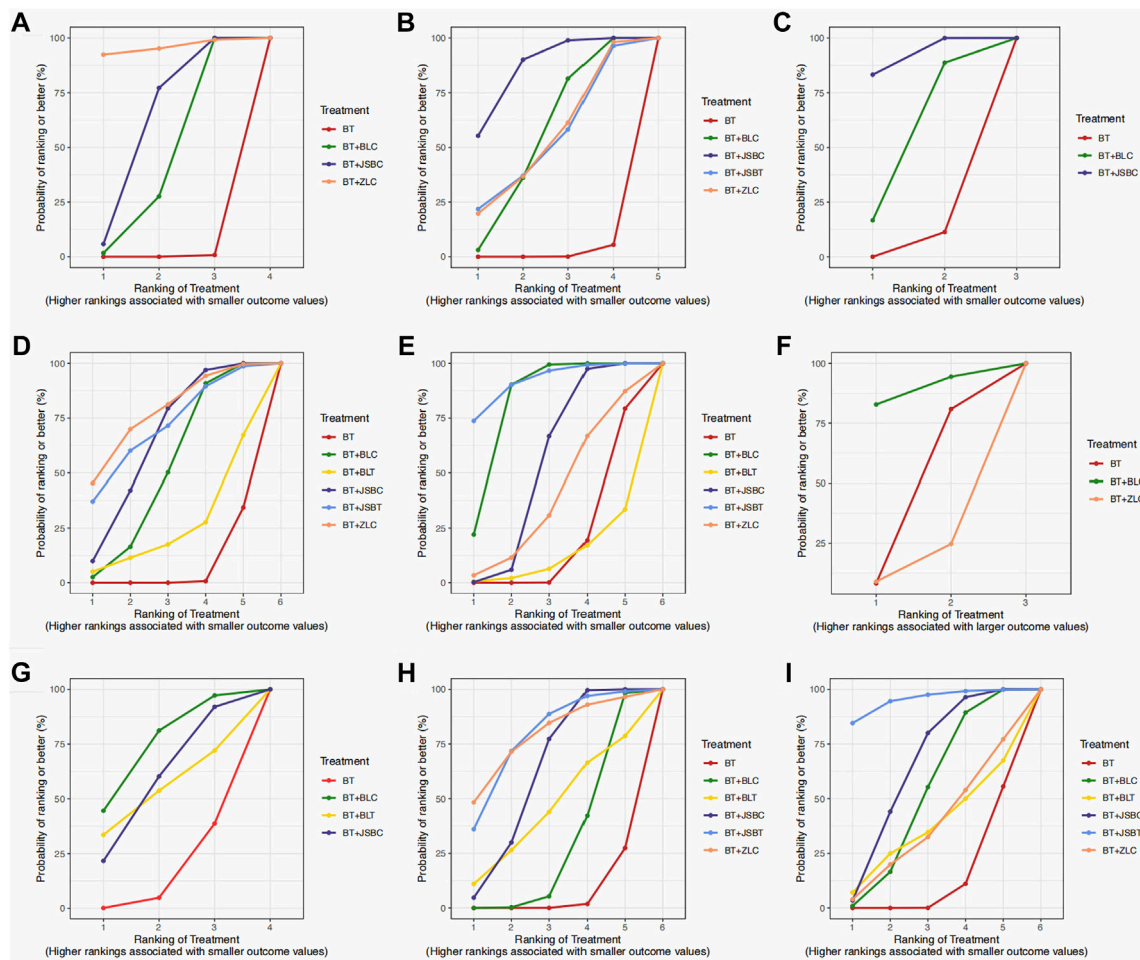 A
Probability of ranking or better (%)
100
75
50
25
0
1 2 3 4
Ranking of Treatment
(Higher rankings associated with smaller outcome values)
Treatment
BT
BT+BLC
BT+JSBC
BT+ZLC
B
Probability of ranking or better (%)
100
75
50
25
0
1 2 3 4 5
Ranking of Treatment
(Higher rankings associated with smaller outcome values)
Treatment
BT
BT+BLC
BT+JSBC
BT+JSBT
BT+ZLC
C
Probability of ranking or better (%)
100
75
50
25
0
1 2 3
Ranking of Treatment
(Higher rankings associated with smaller outcome values)
Treatment
BT
BT+BLC
BT+JSBC
D
Probability of ranking or better (%)
100
75
50
25
0
1 2 3 4 5 6
Ranking of Treatment
(Higher rankings associated with smaller outcome values)
Treatment
BT
BT+BLC
BT+BLT
BT+JSBC
BT+JSBT
BT+ZLC
E
Probability of ranking or better (%)
100
75
50
25
0
1 2 3 4 5 6
Ranking of Treatment
(Higher rankings associated with smaller outcome values)
Treatment
BT
BT+BLC
BT+BLT
BT+JSBC
BT+JSBT
BT+ZLC
F
Probability of ranking or better (%)
100
75
50
25
1 2 3
Ranking of Treatment
(Higher rankings associated with larger outcome values)
Treatment
BT
BT+BLC
BT+ZLC
G
Probability of ranking or better (%)
100
75
50
25
0
1 2 3 4
Ranking of Treatment
(Higher rankings associated with smaller outcome values)
Treatment
BT
BT+BLC
BT+BLT
BT+JSBC
H
Probability of ranking or better (%)
100
75
50
25
0
1 2 3 4 5 6
Ranking of Treatment
(Higher rankings associated with smaller outcome values)
Treatment
BT
BT+BLC
BT+BLT
BT+JSBC
BT+JSBT
BT+ZLC
I
Probability of ranking or better (%)
100
75
50
25
0
1 2 3 4 5 6
Ranking of Treatment
(Higher rankings associated with smaller outcome values)
Treatment
BT
BT+BLC
BT+BLT
BT+JSBC
BT+JSBT
BT+ZLC